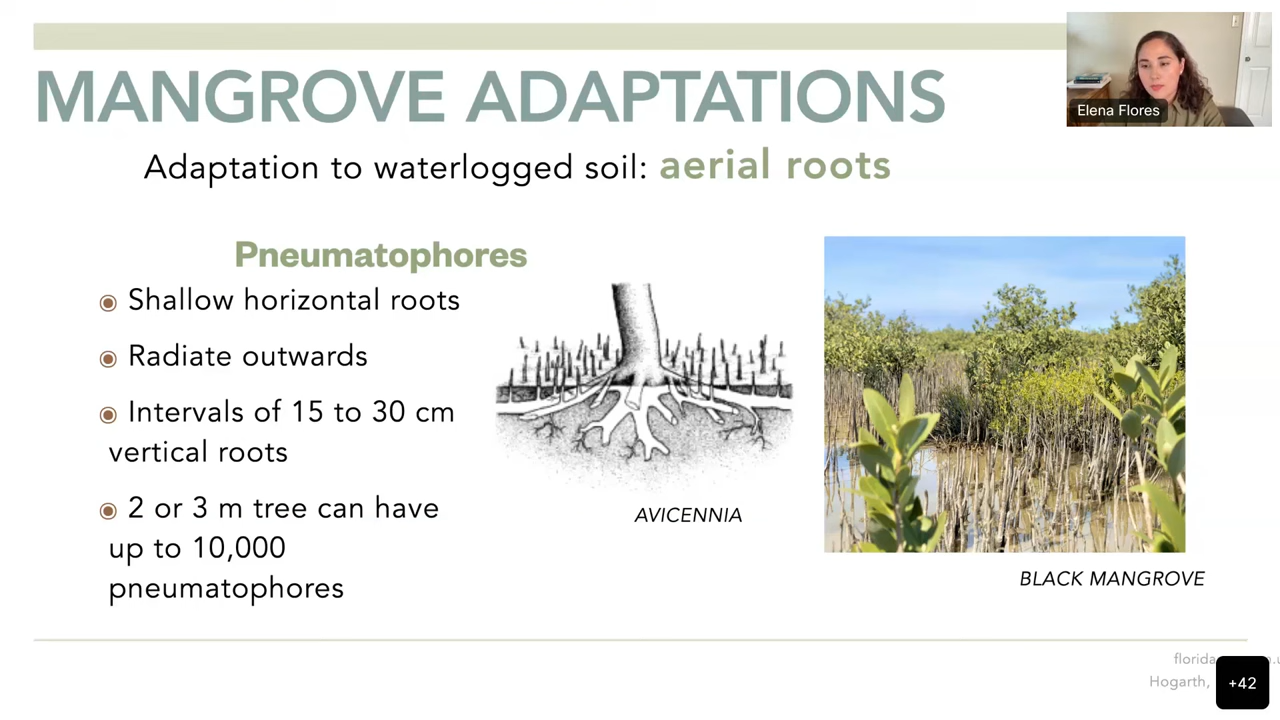 MANGROVE ADAPTATIONS
Elena Flores
Adaptation to waterlogged soil: aerial roots
Pneumatophores
Shallow horizontal roots
Radiate outwards
Intervals of 15 to 30 cm
vertical roots
2 or 3 m tree can have
up to 10,000
pneumatophores
AVICENNIA
BLACK MANGROVE
Hogarth,
+42